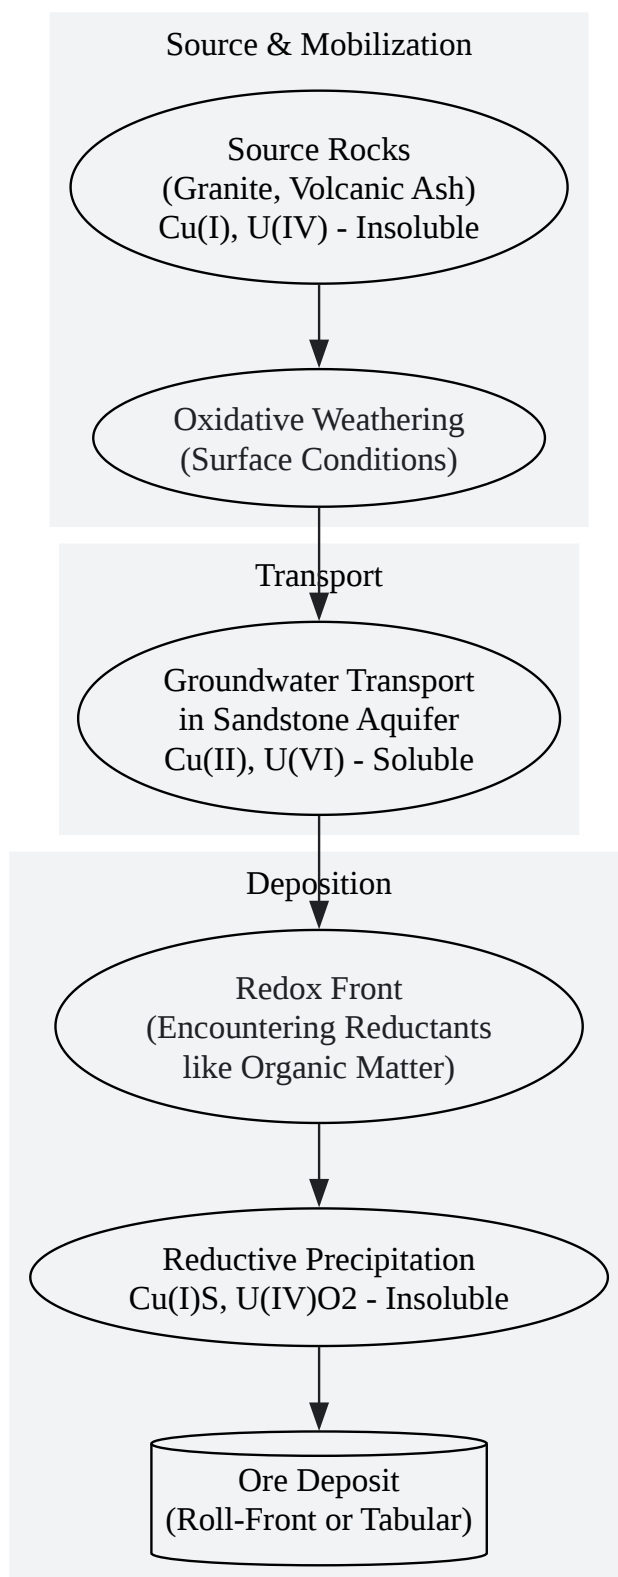 Source & Mobilization
Source Rocks
(Granite, Volcanic Ash)
Cu(I), U(IV) - Insoluble
Oxidative Weathering
(Surface Conditions)
Transport
Groundwater Transport
in Sandstone Aquifer
Cu(II), U(VI) - Soluble
Deposition
Redox Front
(Encountering Reductants
like Organic Matter)
Reductive Precipitation
Cu(I)S, U(IV)O2 - Insoluble
Ore Deposit
(Roll-Front or Tabular)